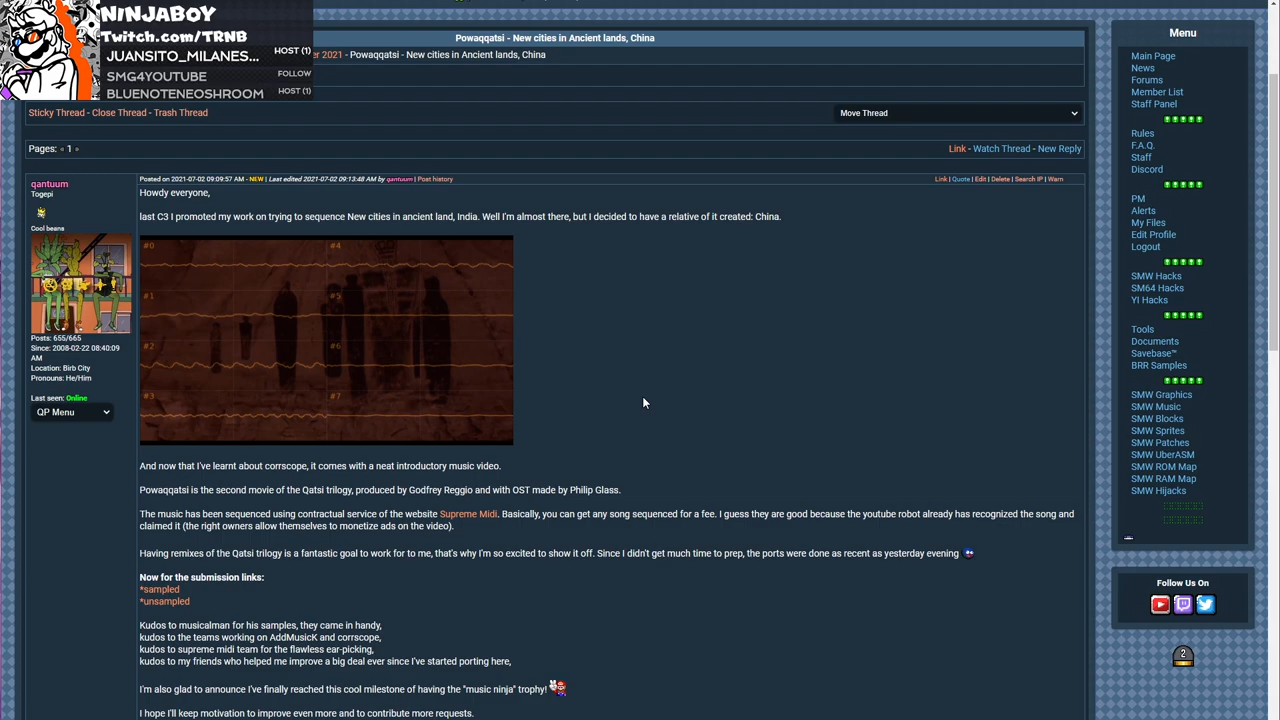 NINJABOY
Twitch.com/TRNB
JUANSITO_MILANES... HOST (1)
SMG4YOUTUBE FOLLOW
BLUENOTENEOSHROOM HOST (1)
Powaqqatsi - New cities in Ancient lands, China
er 2021 - Powaqqatsi - New cities in Ancient lands, China
Sticky Thread - Close Thread - Trash Thread
Move Thread
Pages: « 1 »
Link - Watch Thread - New Reply
qantuum
Togepi
Cool beans
Posts: 655/665
Since: 2008-02-22 08:40:09
AM
Location: Birb City
Pronouns: He/Him
Last seen: Online
QP Menu
Posted on 2021-07-02 09:09:57 AM - NEW | Last edited 2021-07-02 09:13:48 AM by qantuum | Post history
Link | Quote | Edit | Delete | Search IP | Warn
Howdy everyone,
last C3 I promoted my work on trying to sequence New cities in ancient land, India. Well I'm almost there, but I decided to have a relative of it created: China.
#0 #4
#1 #5
#2 #6
#3 #7
And now that I've learnt about corrscope, it comes with a neat introductory music video.
Powaqqatsi is the second movie of the Qatsi trilogy, produced by Godfrey Reggio and with OST made by Philip Glass.
The music has been sequenced using contractual service of the website Supreme Midi. Basically, you can get any song sequenced for a fee. I guess they are good because the youtube robot already has recognized the song and
claimed it (the right owners allow themselves to monetize ads on the video).
Having remixes of the Qatsi trilogy is a fantastic goal to work for to me, that's why I'm so excited to show it off. Since I didn't get much time to prep, the ports were done as recent as yesterday evening
Now for the submission links:
*sampled
*unsampled
Kudos to musicalman for his samples, they came in handy,
kudos to the teams working on AddMusicK and corrscope,
kudos to supreme midi team for the flawless ear-picking,
kudos to my friends who helped me improve a big deal ever since I've started porting here,
I'm also glad to announce I've finally reached this cool milestone of having the "music ninja" trophy!
I hope I'll keep motivation to improve even more and to contribute more requests.
Menu
Main Page
News
Forums
Member List
Staff Panel
Rules
F.A.Q.
Staff
Discord
PM
Alerts
My Files
Edit Profile
Logout
SMW Hacks
SM64 Hacks
YI Hacks
Tools
Documents
Savebase™
BRR Samples
SMW Graphics
SMW Music
SMW Blocks
SMW Sprites
SMW Patches
SMW UberASM
SMW ROM Map
SMW RAM Map
SMW Hijacks
Follow Us On
2